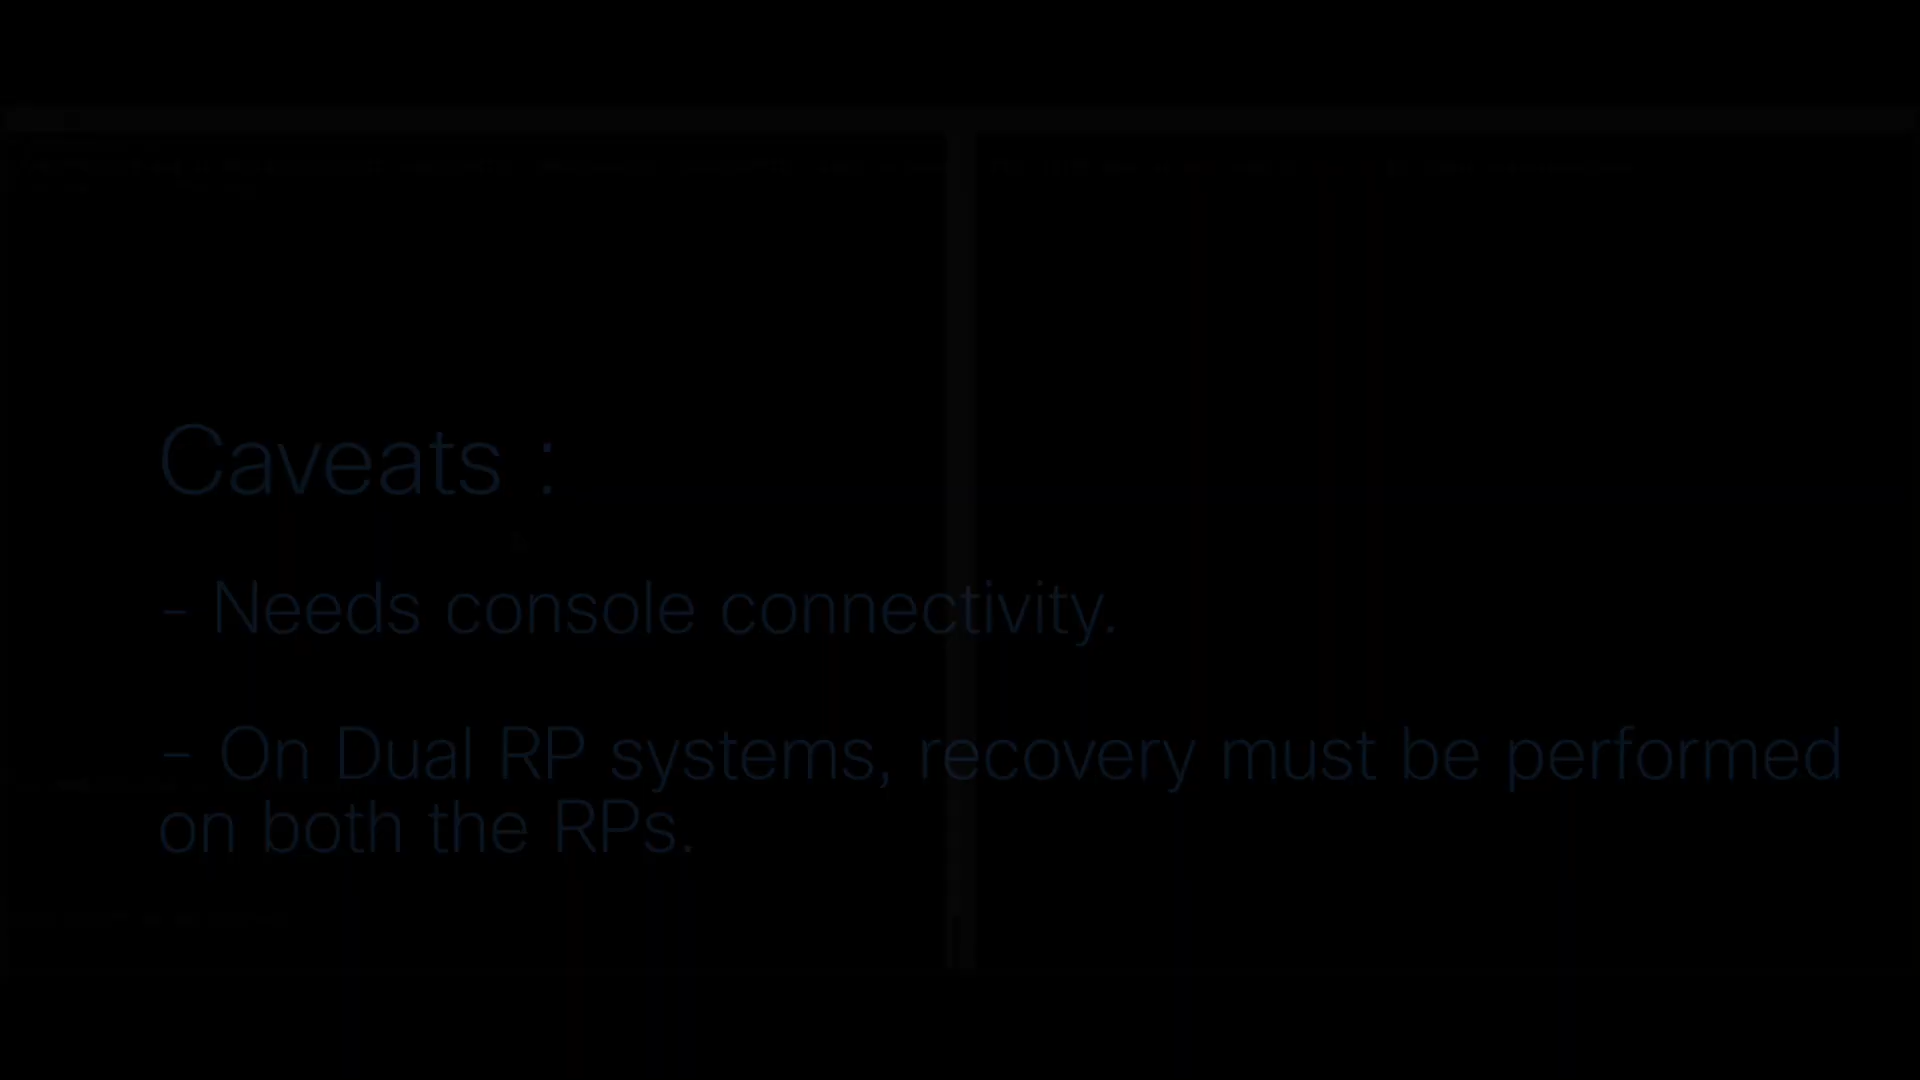 Caveats :
- Needs console connectivity.
- On Dual RP systems, recovery must be performed
on both the RPs.